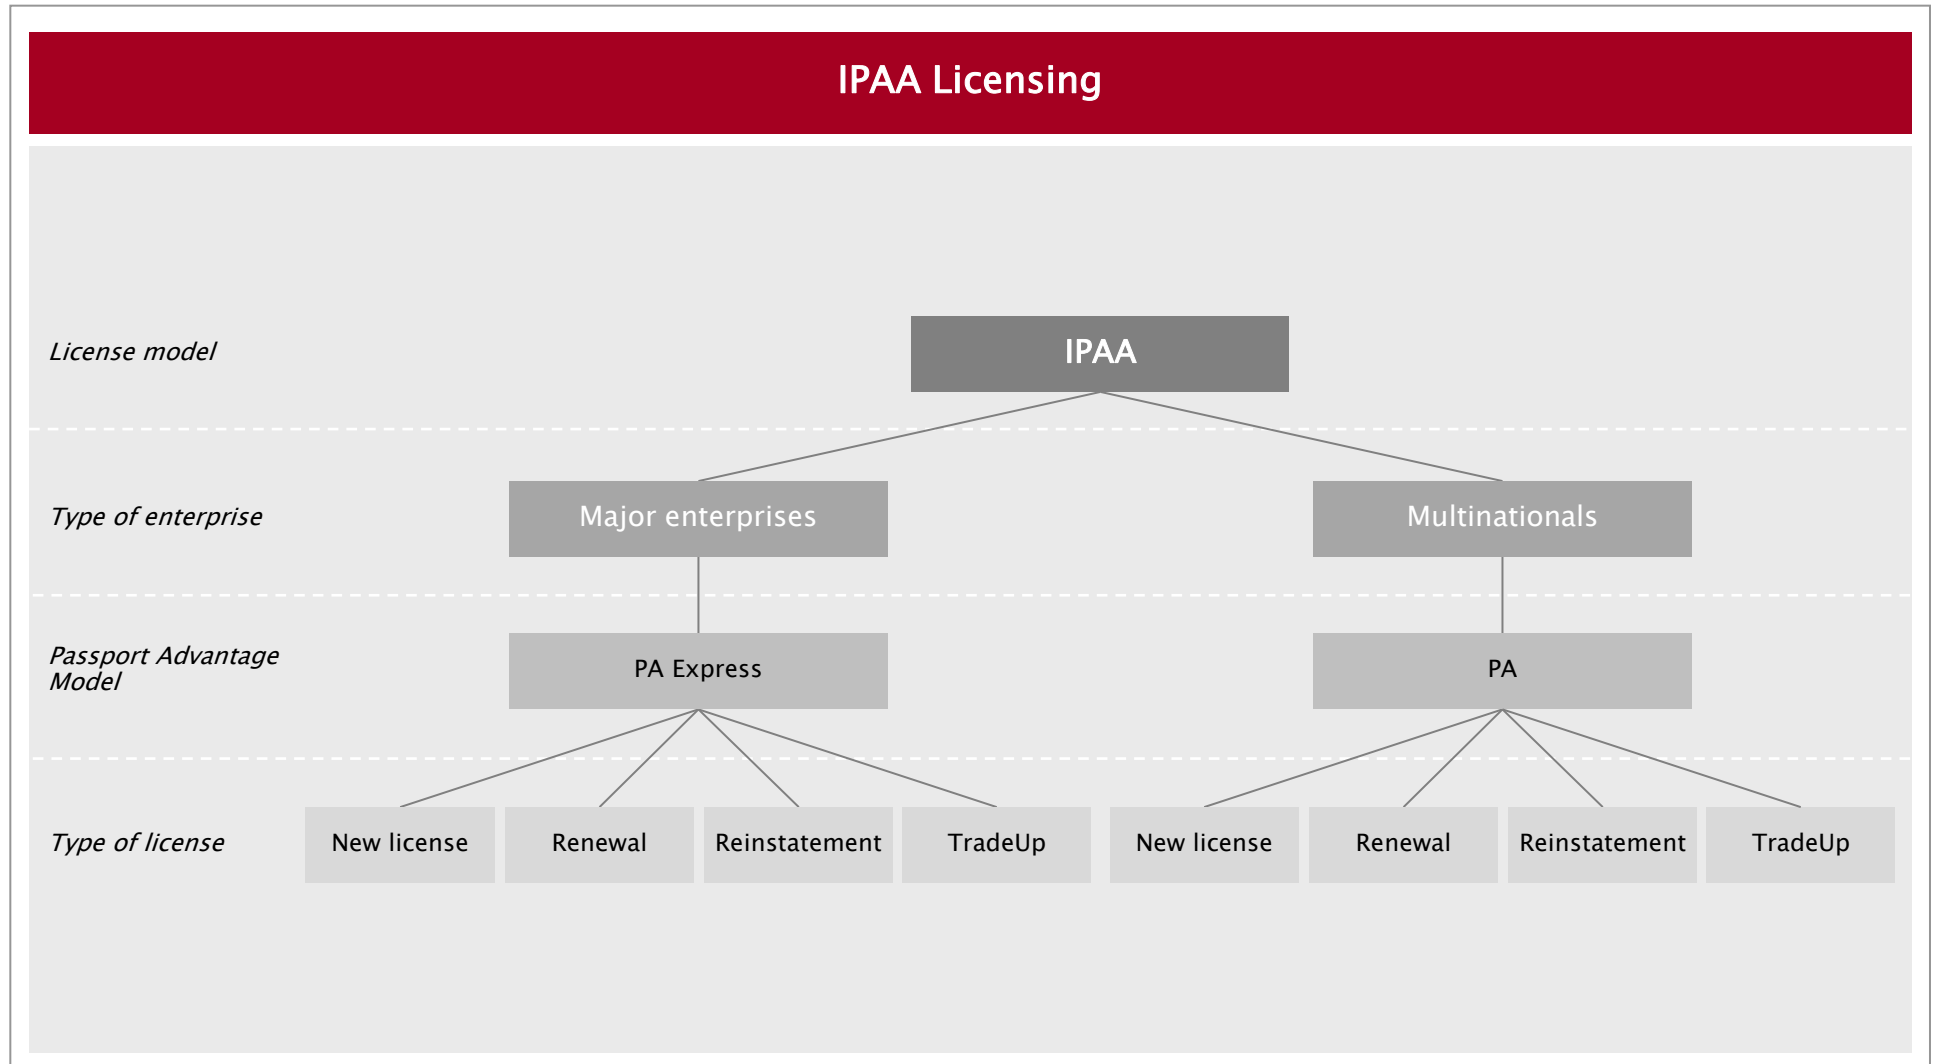 IPAA Licensing
License model
IPAA
Type of enterprise
Major enterprises
Multinationals
Passport Advantage
Model
PA Express
PA
Type of license
New license
Renewal
Reinstatement
TradeUp
New license
Renewal
Reinstatement
TradeUp